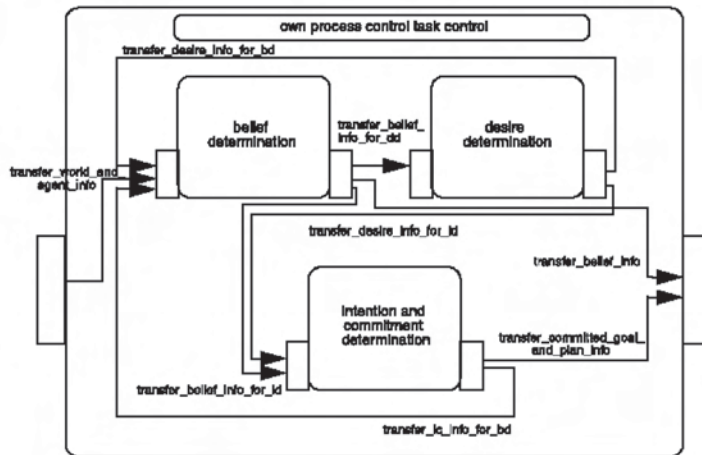 own process control task control
transfer_desire_info_for_bd
belief
determination
transfer_belief_
info_for_dd
desire
determination
transfer_world_and
agent_info
transfer_desire_info_for_id
transfer_belief_info
intention and
commitment
determination
transfer_committed_goal_
and_plan_info
transfer_belief_info_for_id
transfer_ic_info_for_bd